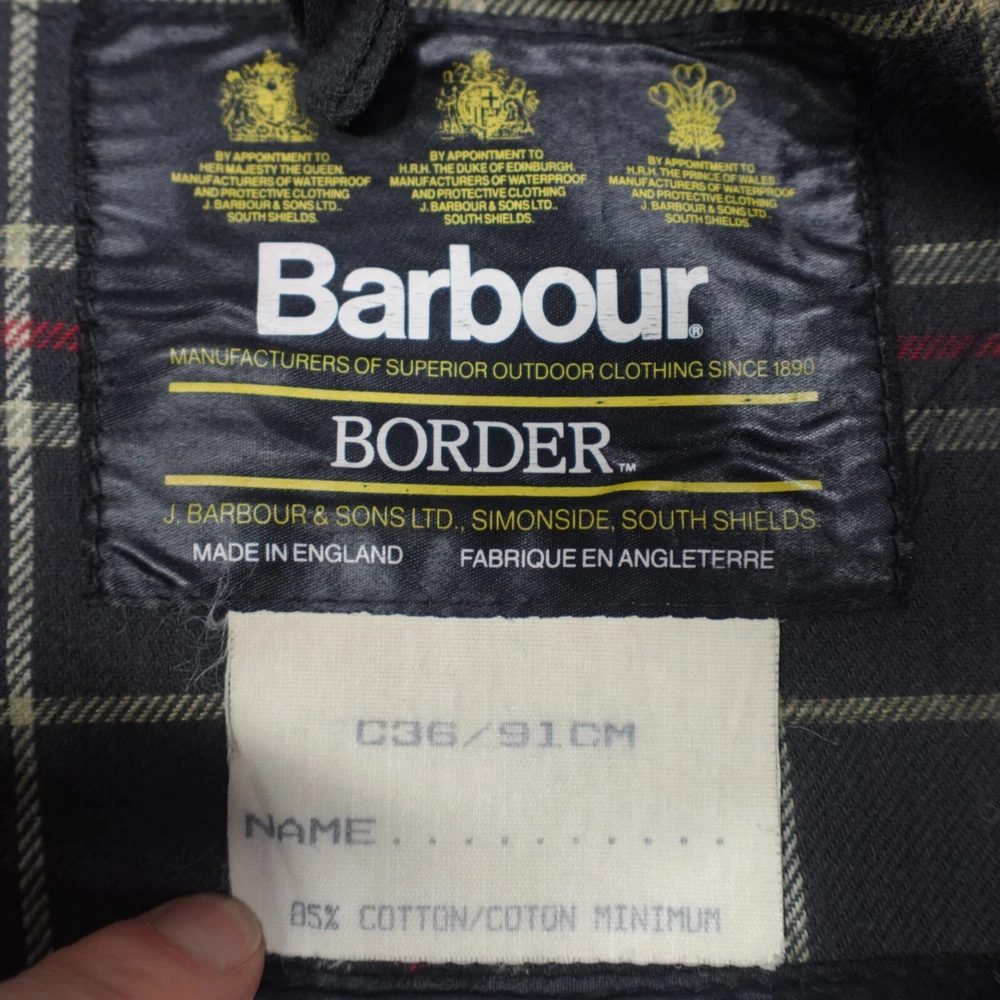 BY APPOINTMENT TO
HER MAJESTY THE QUEEN.
MANUFACTURERS OF WATERPROOF
AND PROTECTIVE CLOTHING
J. BARBOUR & SONS LTD.,
SOUTH SHIELDS.
BY APPOINTMENT TO
H.R.H. THE DUKE OF EDINBURGH.
MANUFACTURERS OF WATERPROOF
AND PROTECTIVE CLOTHING
J. BARBOUR & SONS LTD.,
SOUTH SHIELDS.
BY APPOINTMENT TO
H.R.H. THE PRINCE OF WALES.
MANUFACTURERS OF WATERPROOF
AND PROTECTIVE CLOTHING
J. BARBOUR & SONS LTD.,
SOUTH SHIELDS.
Barbour®
MANUFACTURERS OF SUPERIOR OUTDOOR CLOTHING SINCE 1890
BORDER™
J. BARBOUR & SONS LTD., SIMONSIDE, SOUTH SHIELDS
MADE IN ENGLAND FABRIQUE EN ANGLETERRE
C36/91CM
NAME..........
85% COTTON/COTON MINIMUM